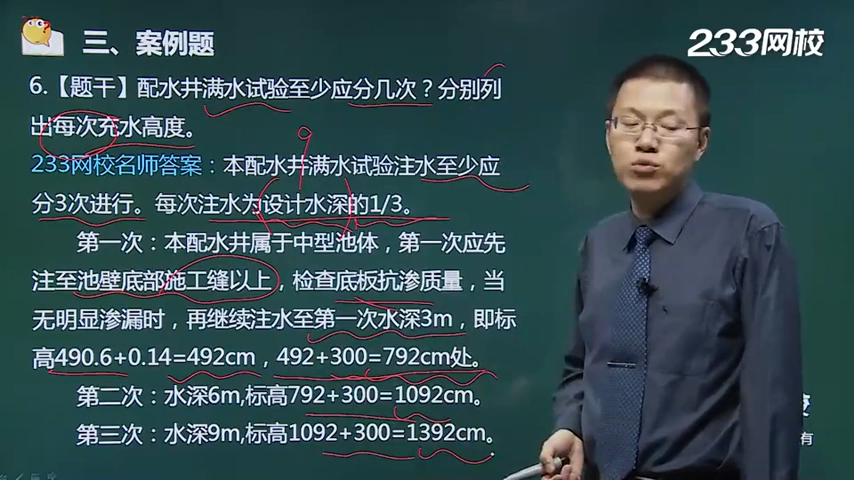 三、案例题
233网校
6.【题干】配水井满水试验至少应分几次？分别列
出每次充水高度。
233网校名师答案：本配水井满水试验注水至少应
分3次进行。每次注水为设计水深的1/3。
第一次：本配水井属于中型池体，第一次应先
注至池壁底部施工缝以上，检查底板抗渗质量，当
无明显渗漏时，再继续注水至第一次水深3m，即标
高490.6+0.14=492cm，492+300=792cm处。
第二次：水深6m,标高792+300=1092cm。
第三次：水深9m,标高1092+300=1392cm。
9
有